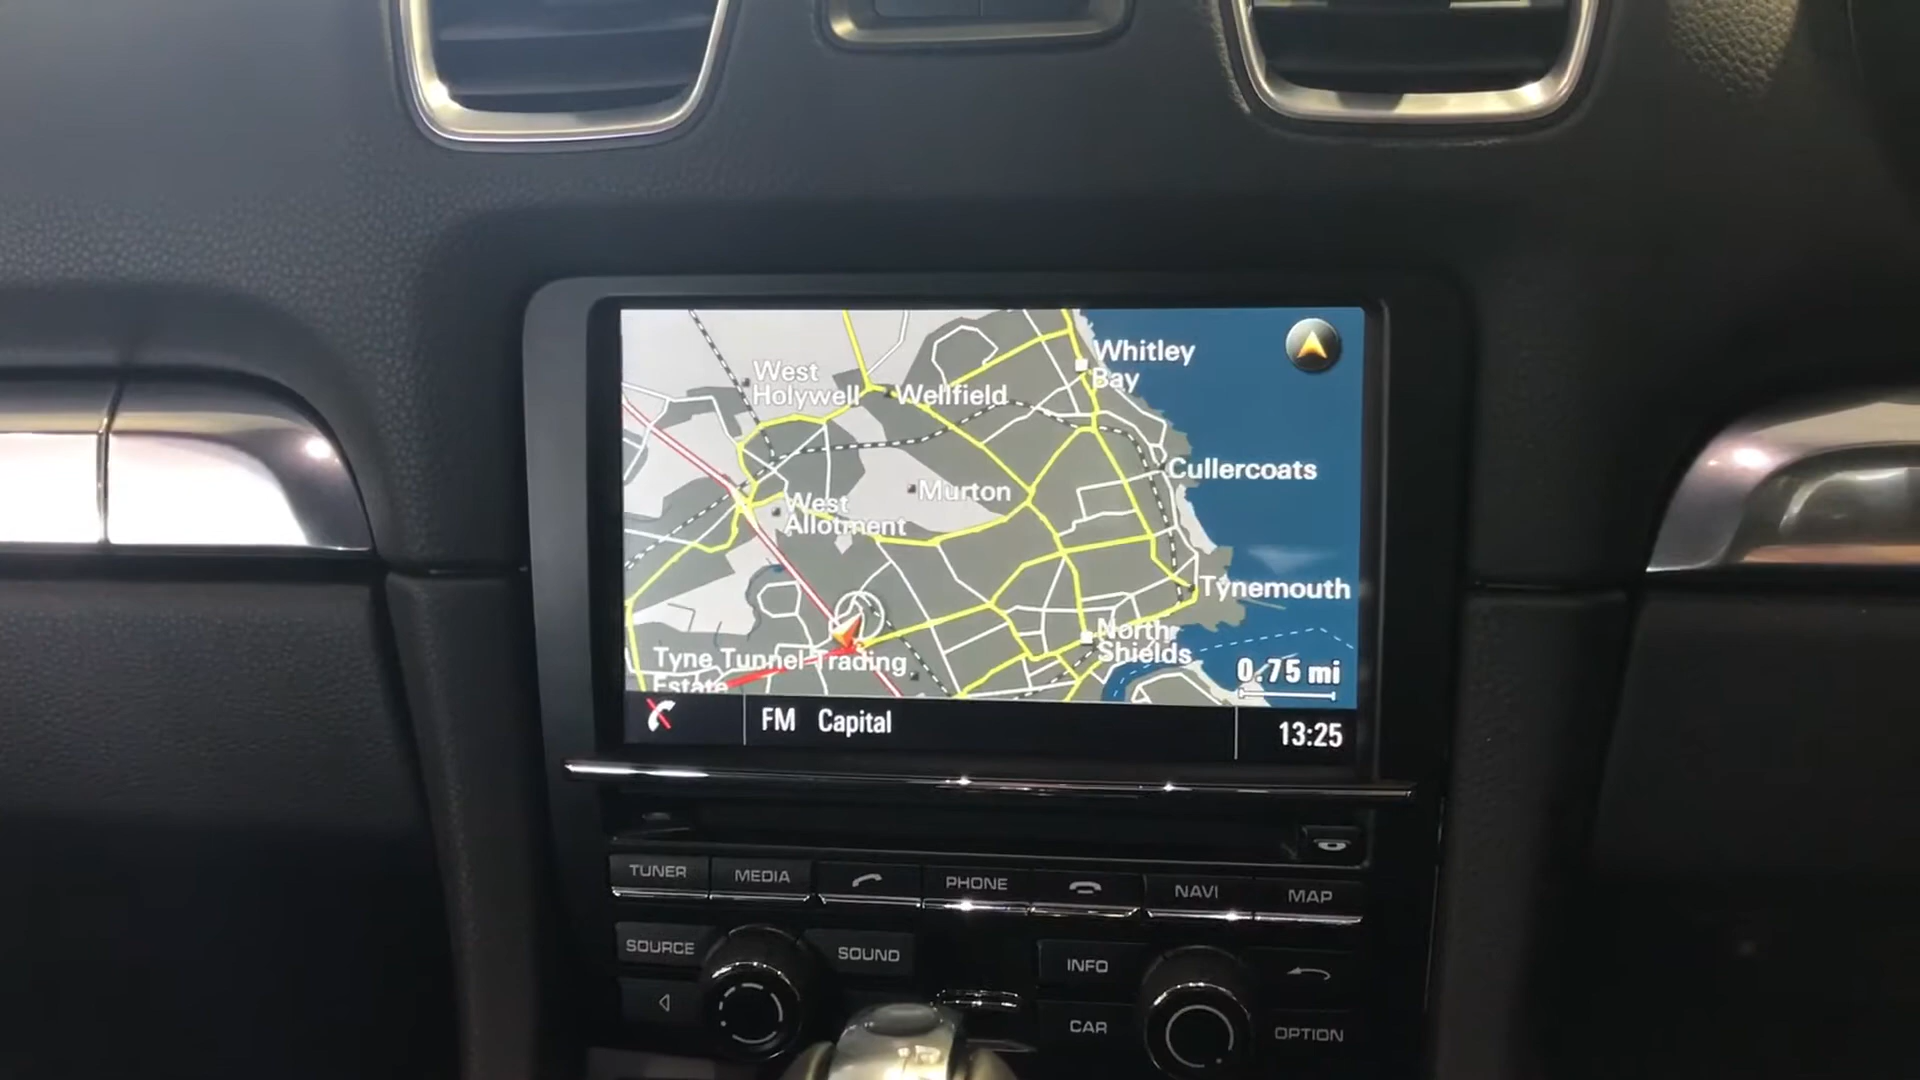 Whitley
Bay
West
Holywell
Wellfield
Cullercoats
Murton
West
Allotment
Tynemouth
North
Shields
Tyne Tunnel Trading
Estate
0.75 mi
FM Capital
13:25
TUNER
MEDIA
PHONE
NAVI
MAP
SOURCE
SOUND
INFO
CAR
OPTION